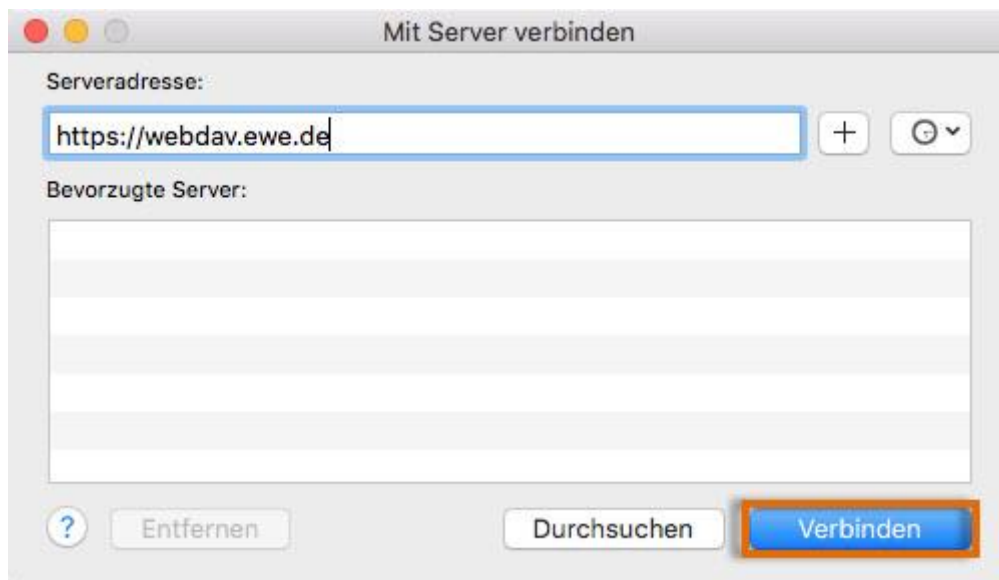 Mit Server verbinden
Serveradresse:
https://webdav.ewe.de
Bevorzugte Server:
? Entfernen Durchsuchen Verbinden